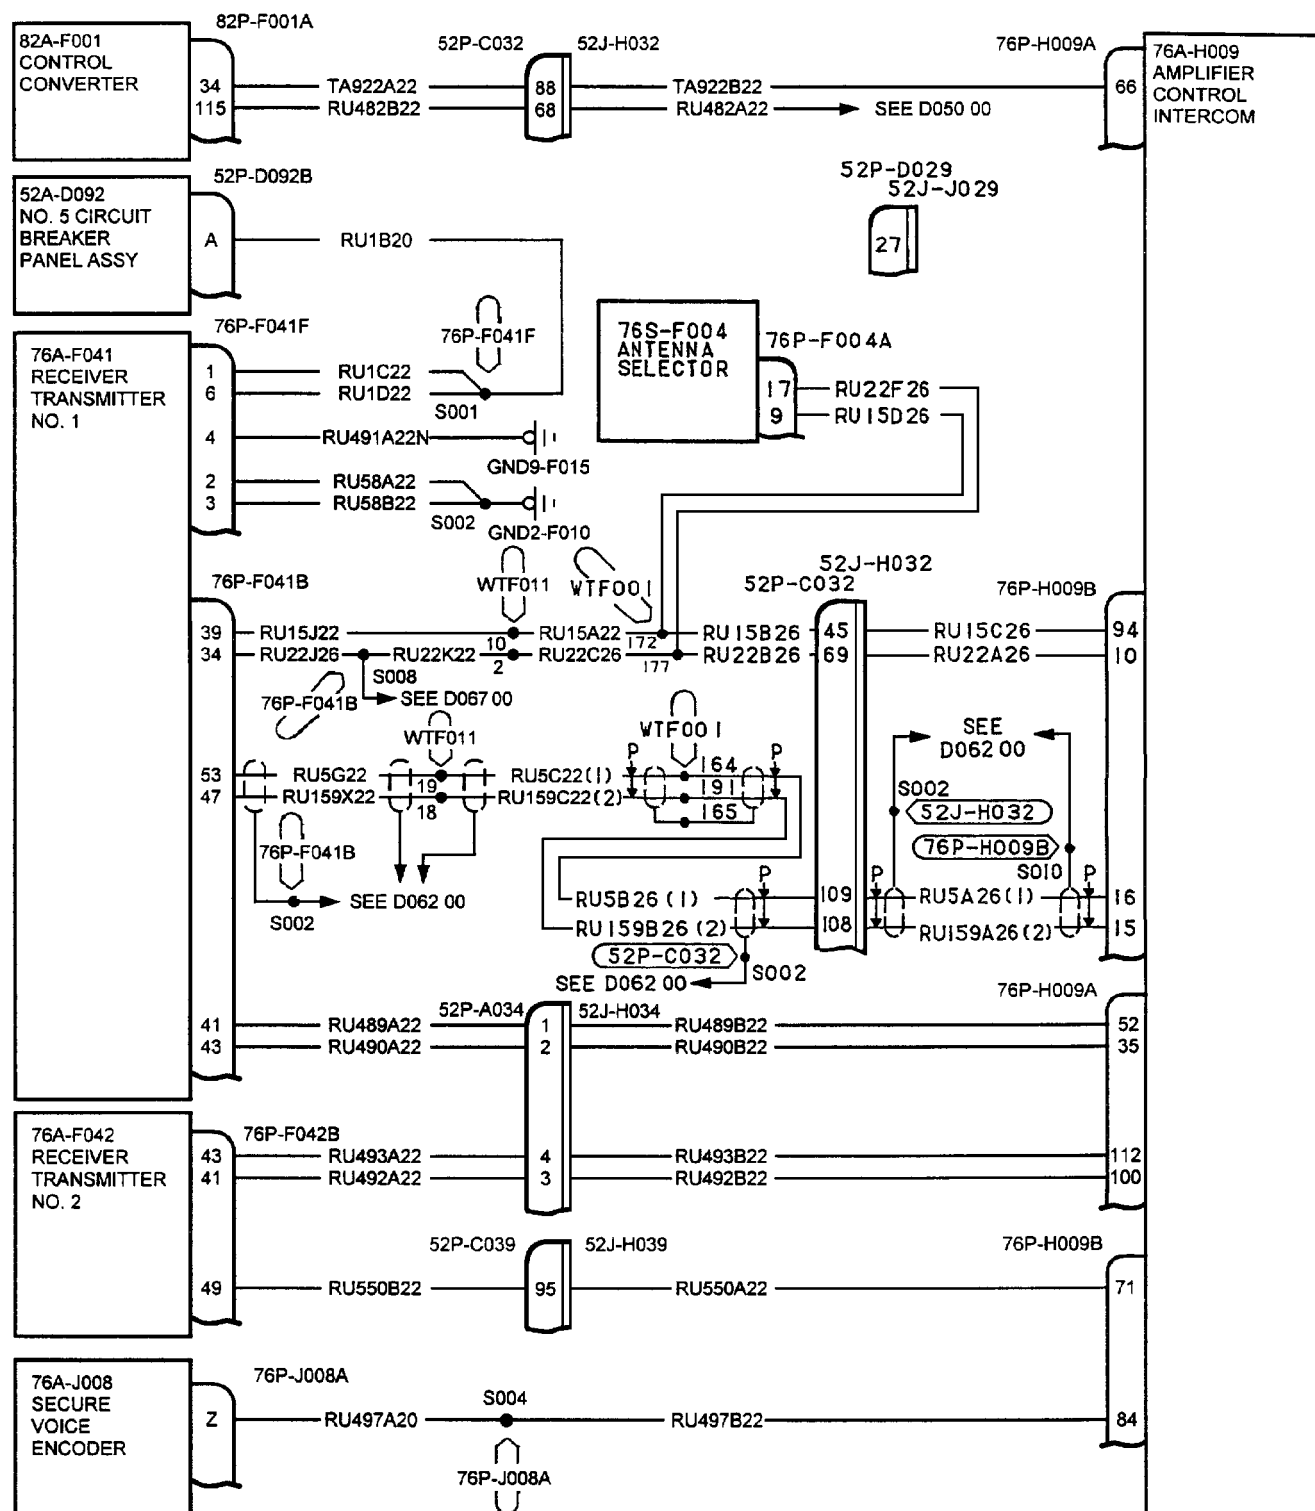 82P-F001A
82A-F001
CONTROL
CONVERTER
52P-C032
52J-H032
76P-H009A
76A-H009
AMPLIFIER
CONTROL
INTERCOM
34
TA922A22
88
TA922B22
66
115
RU482B22
68
RU482A22
SEE D050 00
52P-D029
52J-J029
27
52P-D092B
52A-D092
NO. 5 CIRCUIT
BREAKER
PANEL ASSY
A
RU1B20
76P-F041F
76A-F041
RECEIVER
TRANSMITTER
NO. 1
76P-F041F
1
RU1C22
6
RU1D22
S001
4
RU491A22N
GND9-F015
2
RU58A22
3
RU58B22
S002
GND2-F010
76S-F004
ANTENNA
SELECTOR
76P-F004A
17
RU22F26
9
RU15D26
76P-F041B
WTF011
WTF001
52J-H032
52P-C032
76P-H009B
39
RU15J22
10
RU15A22
172
RU15B26
45
RU15C26
94
34
RU22J26
RU22K22
2
RU22C26
177
RU22B26
69
RU22A26
10
S008
76P-F041B
SEE D067 00
WTF011
WTF001
SEE
D062 00
P
P
53
RU5G22
19
RU5C22(1)
164
47
RU159X22
18
RU159C22(2)
191
165
S002
52J-H032
76P-H009B
S010
76P-F041B
S002
SEE D062 00
P
P
P
RU5B26(1)
109
RU5A26(1)
16
RU159B26(2)
108
RU159A26(2)
15
52P-C032
S002
SEE D062 00
52P-A034
52J-H034
76P-H009A
41
RU489A22
1
RU489B22
52
43
RU490A22
2
RU490B22
35
76A-F042
RECEIVER
TRANSMITTER
NO. 2
76P-F042B
43
RU493A22
4
RU493B22
112
41
RU492A22
3
RU492B22
100
52P-C039
52J-H039
76P-H009B
49
RU550B22
95
RU550A22
71
76A-J008
SECURE
VOICE
ENCODER
76P-J008A
S004
Z
RU497A20
RU497B22
84
76P-J008A